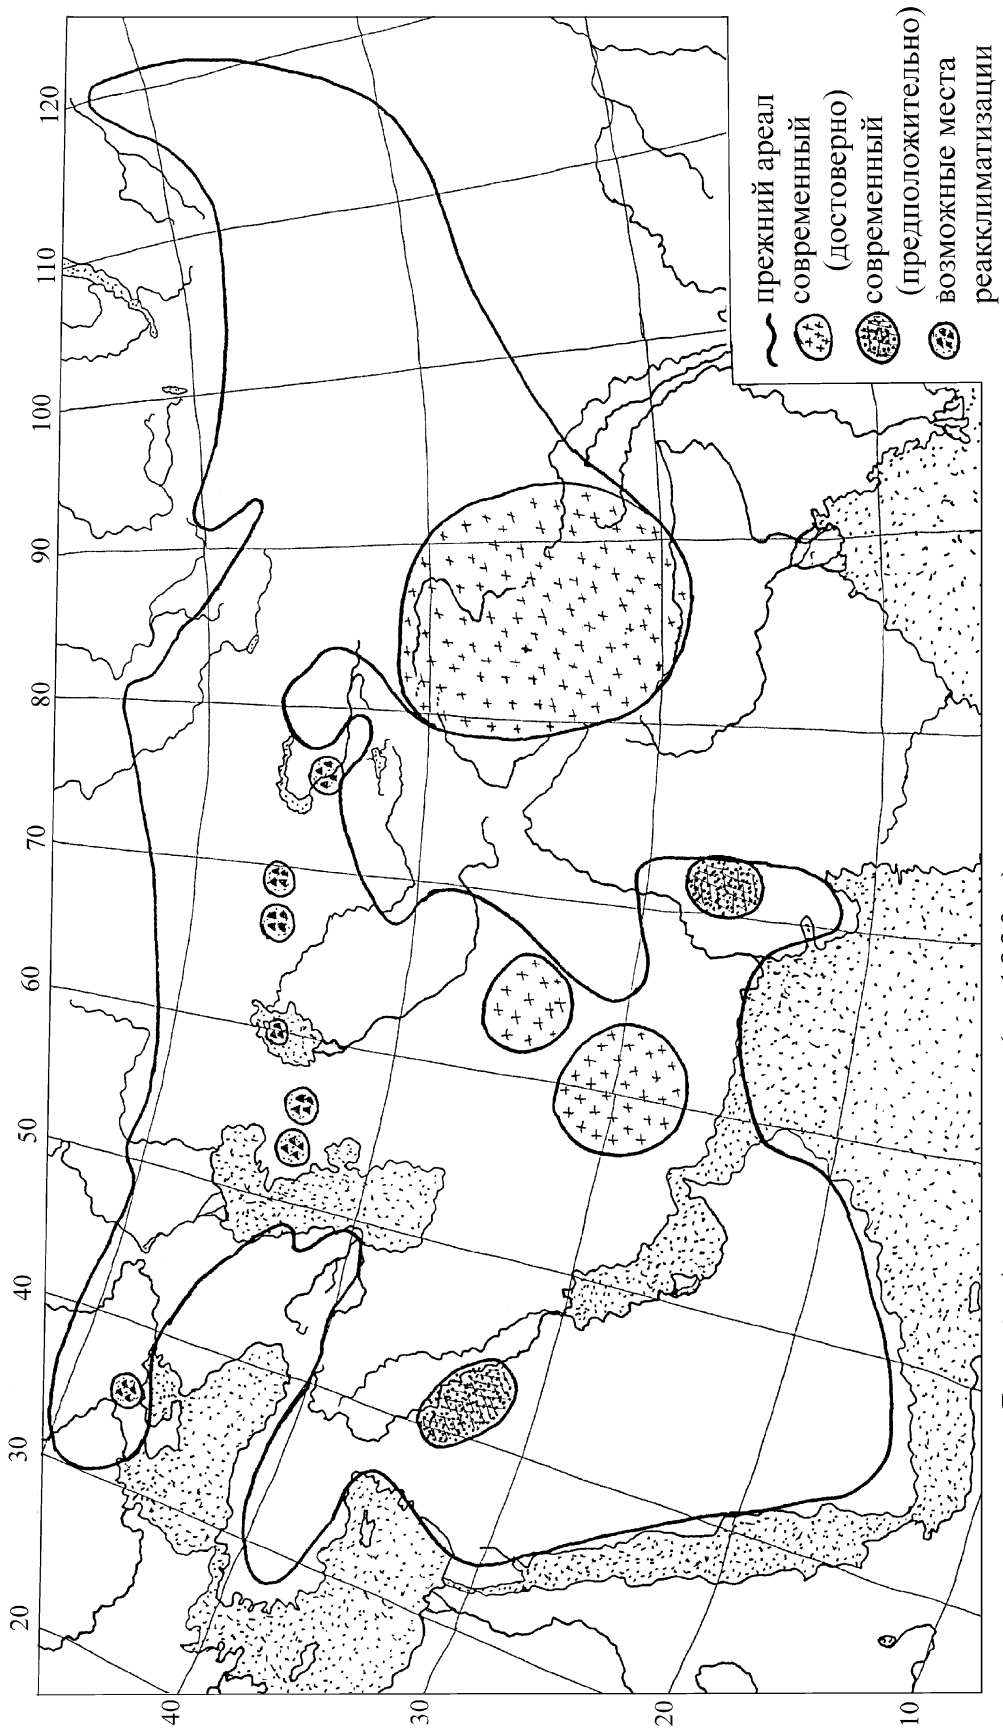 20
30
40
50
60
70
80
90
100
110
120
40
30
20
10
прежний ареал
современный
(достоверно)
современный
(предположительно)
возможные места
реакклиматизации